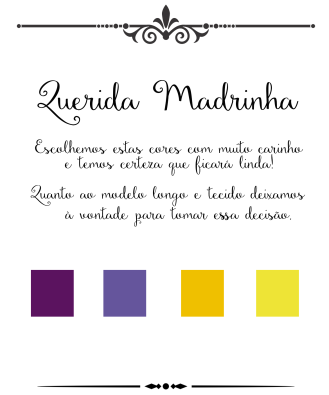 Querida Madrinha
Escolhemos estas cores com muito carinho
e temos certeza que ficará linda!
Quanto ao modelo longo e tecido deixamos
à vontade para tomar essa decisão.